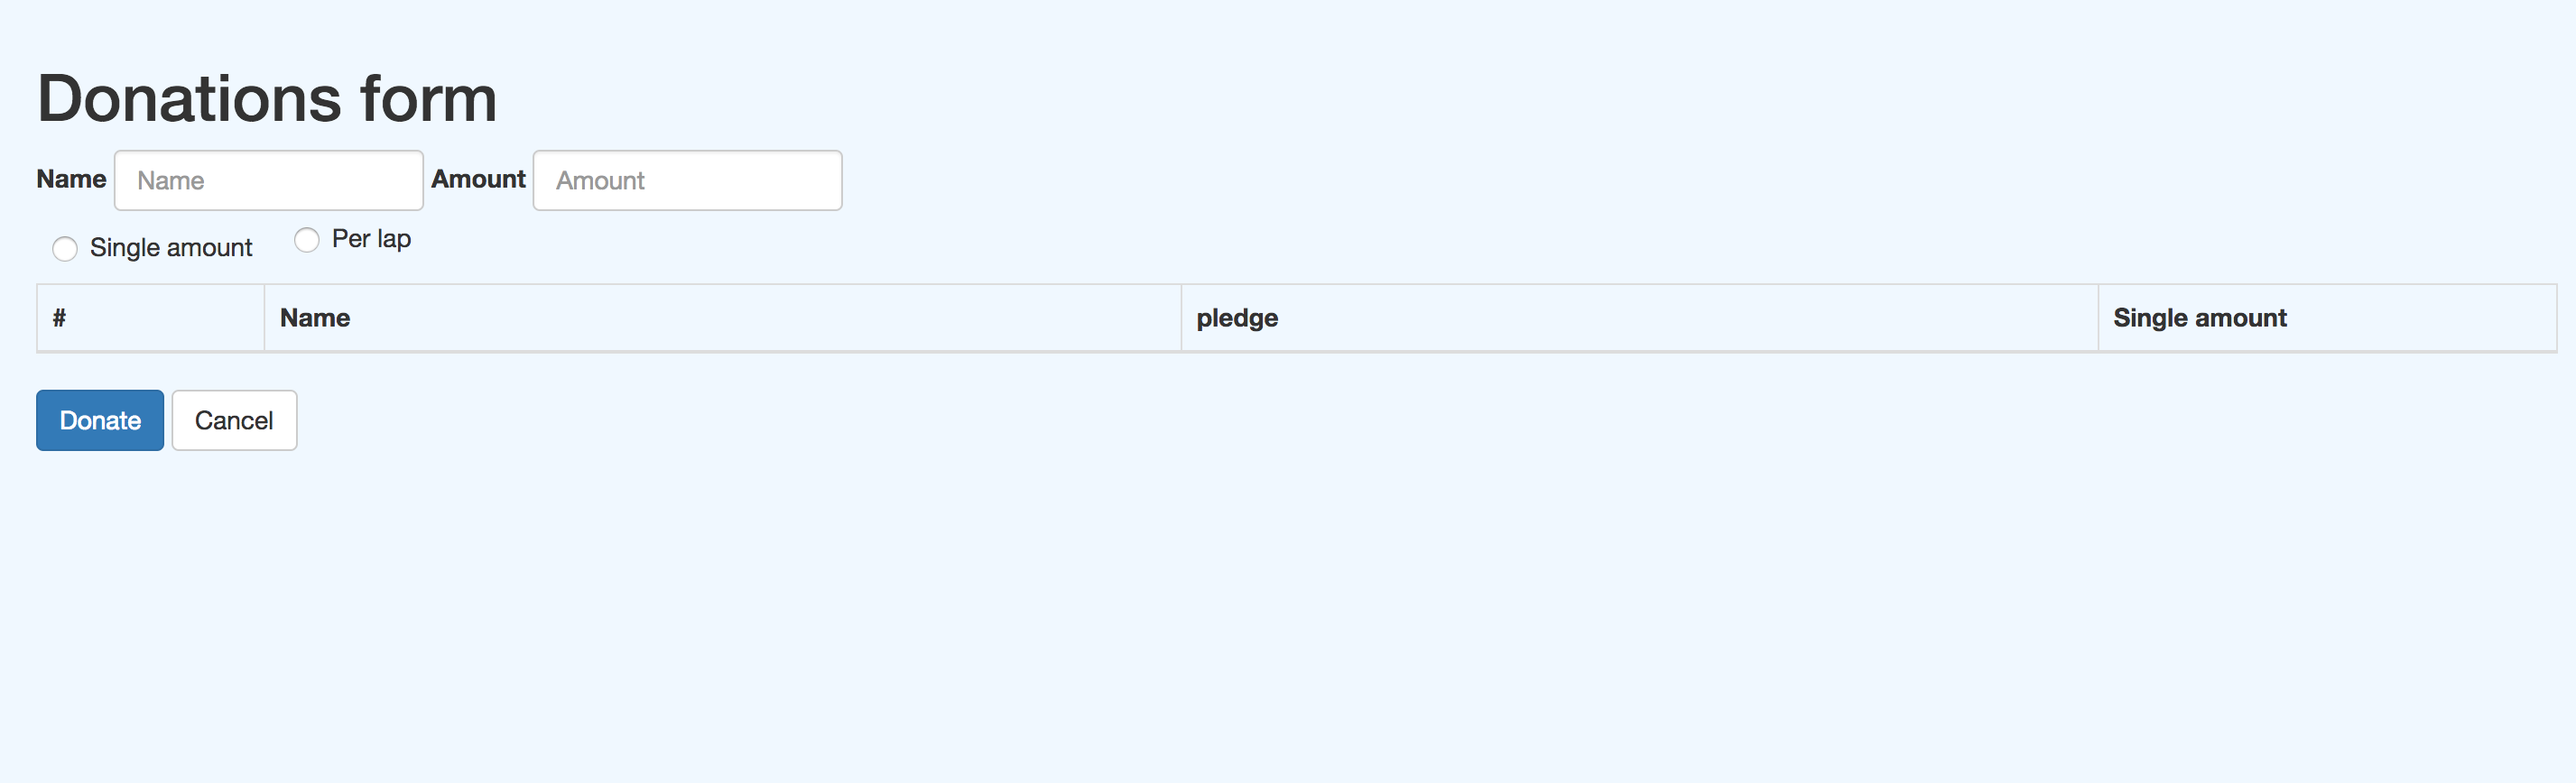 Donations form
Name Name Amount Amount
Single amount Per lap
# Name pledge Single amount
Donate Cancel